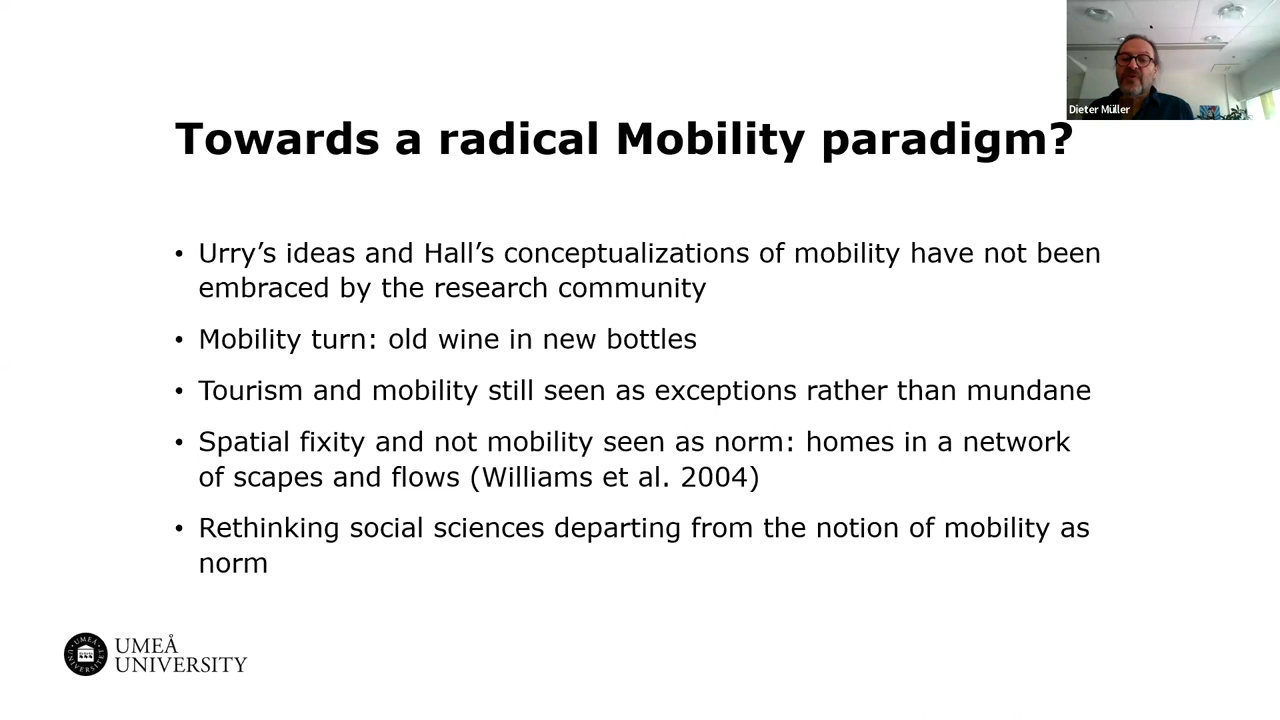 Dieter Müller
Towards a radical Mobility paradigm?
• Urry’s ideas and Hall’s conceptualizations of mobility have not been
embraced by the research community
• Mobility turn: old wine in new bottles
• Tourism and mobility still seen as exceptions rather than mundane
• Spatial fixity and not mobility seen as norm: homes in a network
of scapes and flows (Williams et al. 2004)
• Rethinking social sciences departing from the notion of mobility as
norm
UMEÅ
UNIVERSITY
UMEÅ
UNIVERSITET